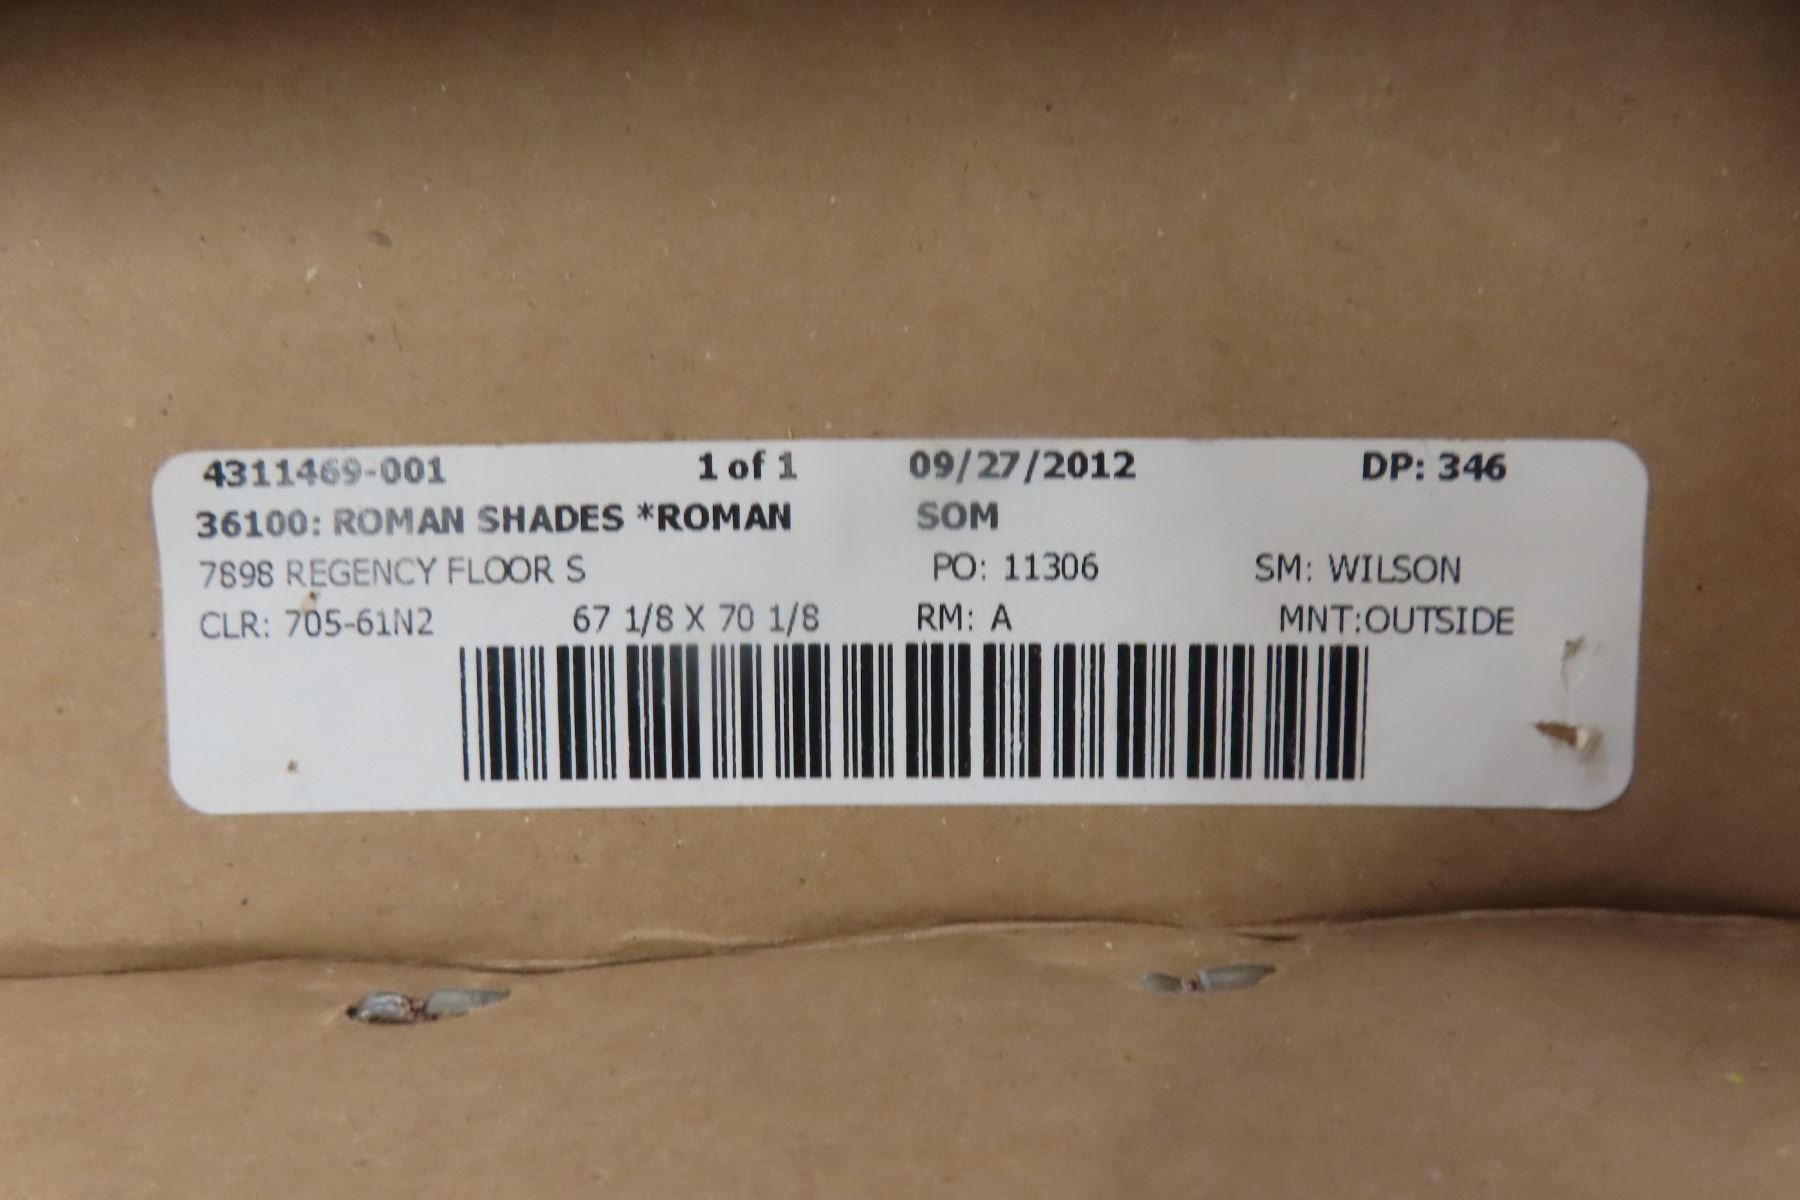 4311469-001 1 of 1 09/27/2012 DP: 346
36100: ROMAN SHADES *ROMAN SOM
7898 REGENCY FLOOR S PO: 11306 SM: WILSON
CLR: 705-61N2 67 1/8 X 70 1/8 RM: A MNT:OUTSIDE